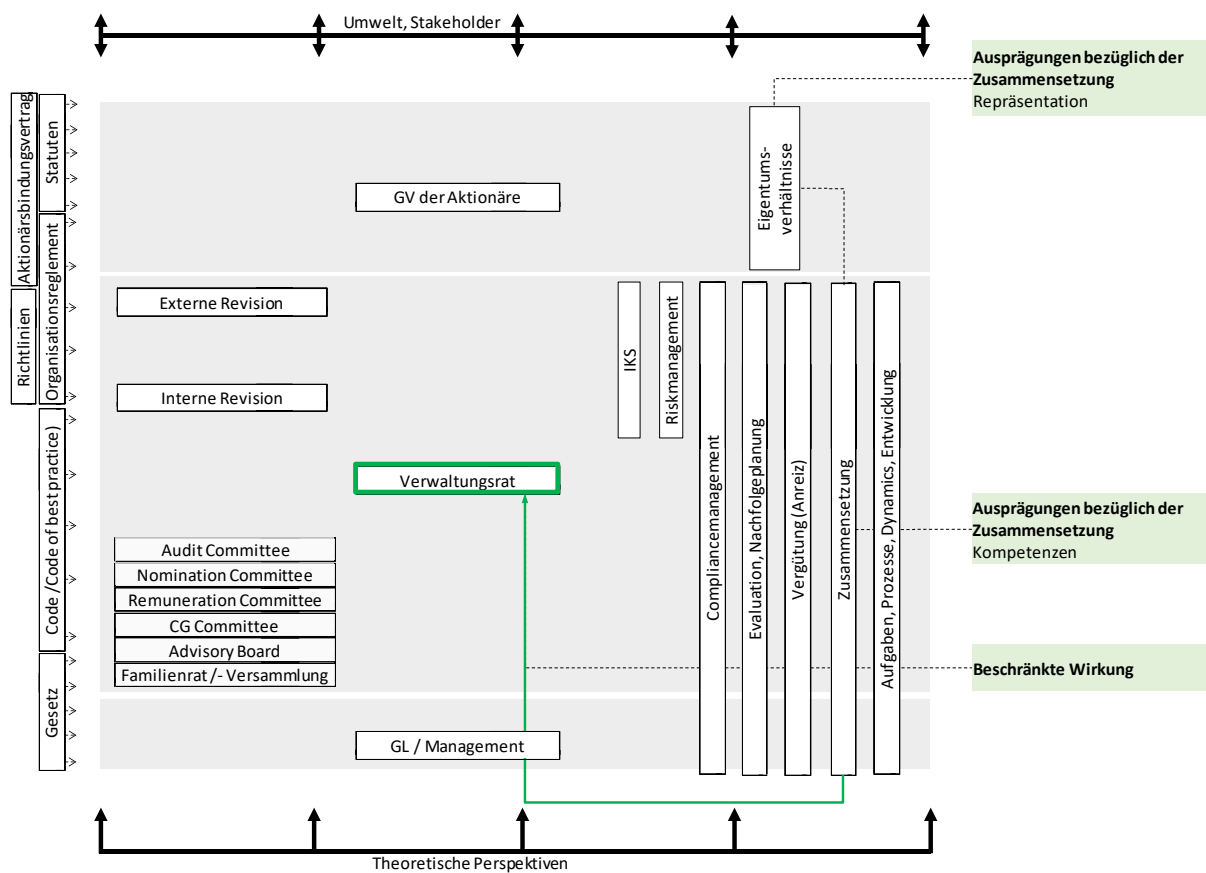 Umwelt, Stakeholder
Ausprägungen bezüglich der
Zusammensetzung
Repräsentation
Aktionärsbindungsvertrag
Statuten
Eigentums-
verhältnisse
GV der Aktionäre
Richtlinien
Organisationsreglement
Externe Revision
Interne Revision
IKS
Riskmanagement
Compliancemanagement
Evaluation, Nachfolgeplanung
Vergütung (Anreiz)
Zusammensetzung
Aufgaben, Prozesse, Dynamics, Entwicklung
Code /Code of best practice)
Verwaltungsrat
Ausprägungen bezüglich der
Zusammensetzung
Kompetenzen
Audit Committee
Nomination Committee
Remuneration Committee
CG Committee
Advisory Board
Familienrat /- Versammlung
Beschränkte Wirkung
Gesetz
GL / Management
Theoretische Perspektiven